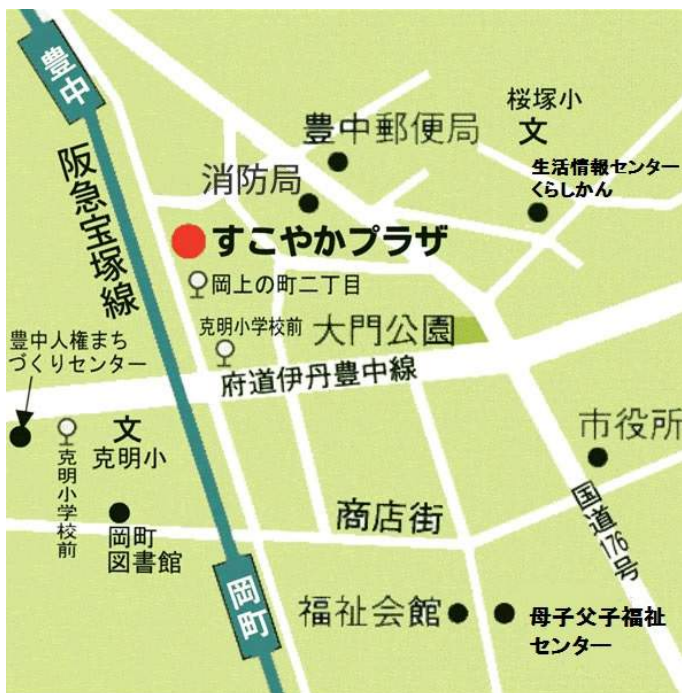 豊中
阪急宝塚線
桜塚小
文
豊中郵便局
生活情報センター
くらしかん
消防局
すこやかプラザ
岡上の町二丁目
克明小学校前
大門公園
豊中人権まち
づくりセンター
府道伊丹豊中線
文
克明小
克明小学校前
市役所
岡町
図書館
商店街
国道176号
岡町
福祉会館
母子父子福祉
センター